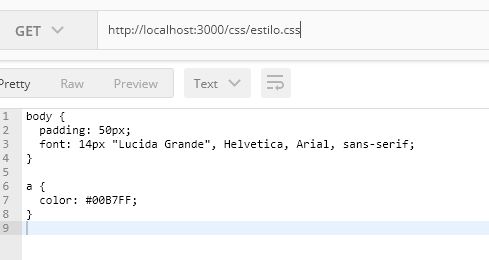 GET http://localhost:3000/css/estilo.css
Pretty Raw Preview Text
1 body {
2   padding: 50px;
3   font: 14px "Lucida Grande", Helvetica, Arial, sans-serif;
4 }
5
6 a {
7   color: #00B7FF;
8 }
9